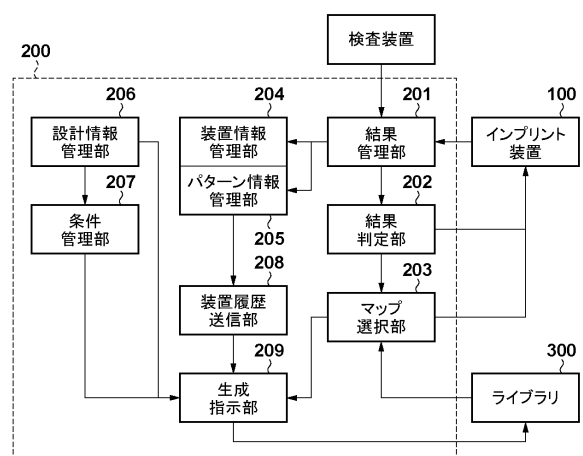 検査装置
200
206
設計情報
管理部
204
装置情報
管理部
201
結果
管理部
100
インプリント
装置
207
条件
管理部
パターン情報
管理部
205
202
結果
判定部
208
装置履歴
送信部
203
マップ
選択部
209
生成
指示部
300
ライブラリ